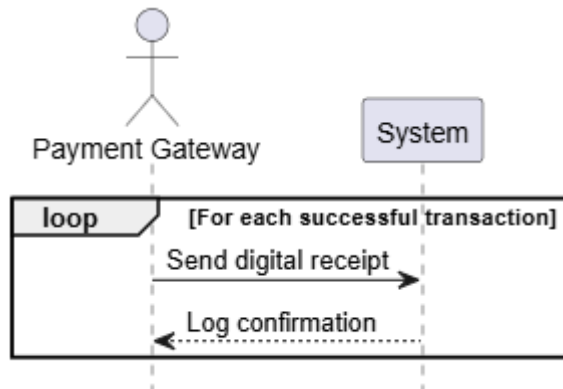 Payment Gateway
System
loop [For each successful transaction]
Send digital receipt
Log confirmation